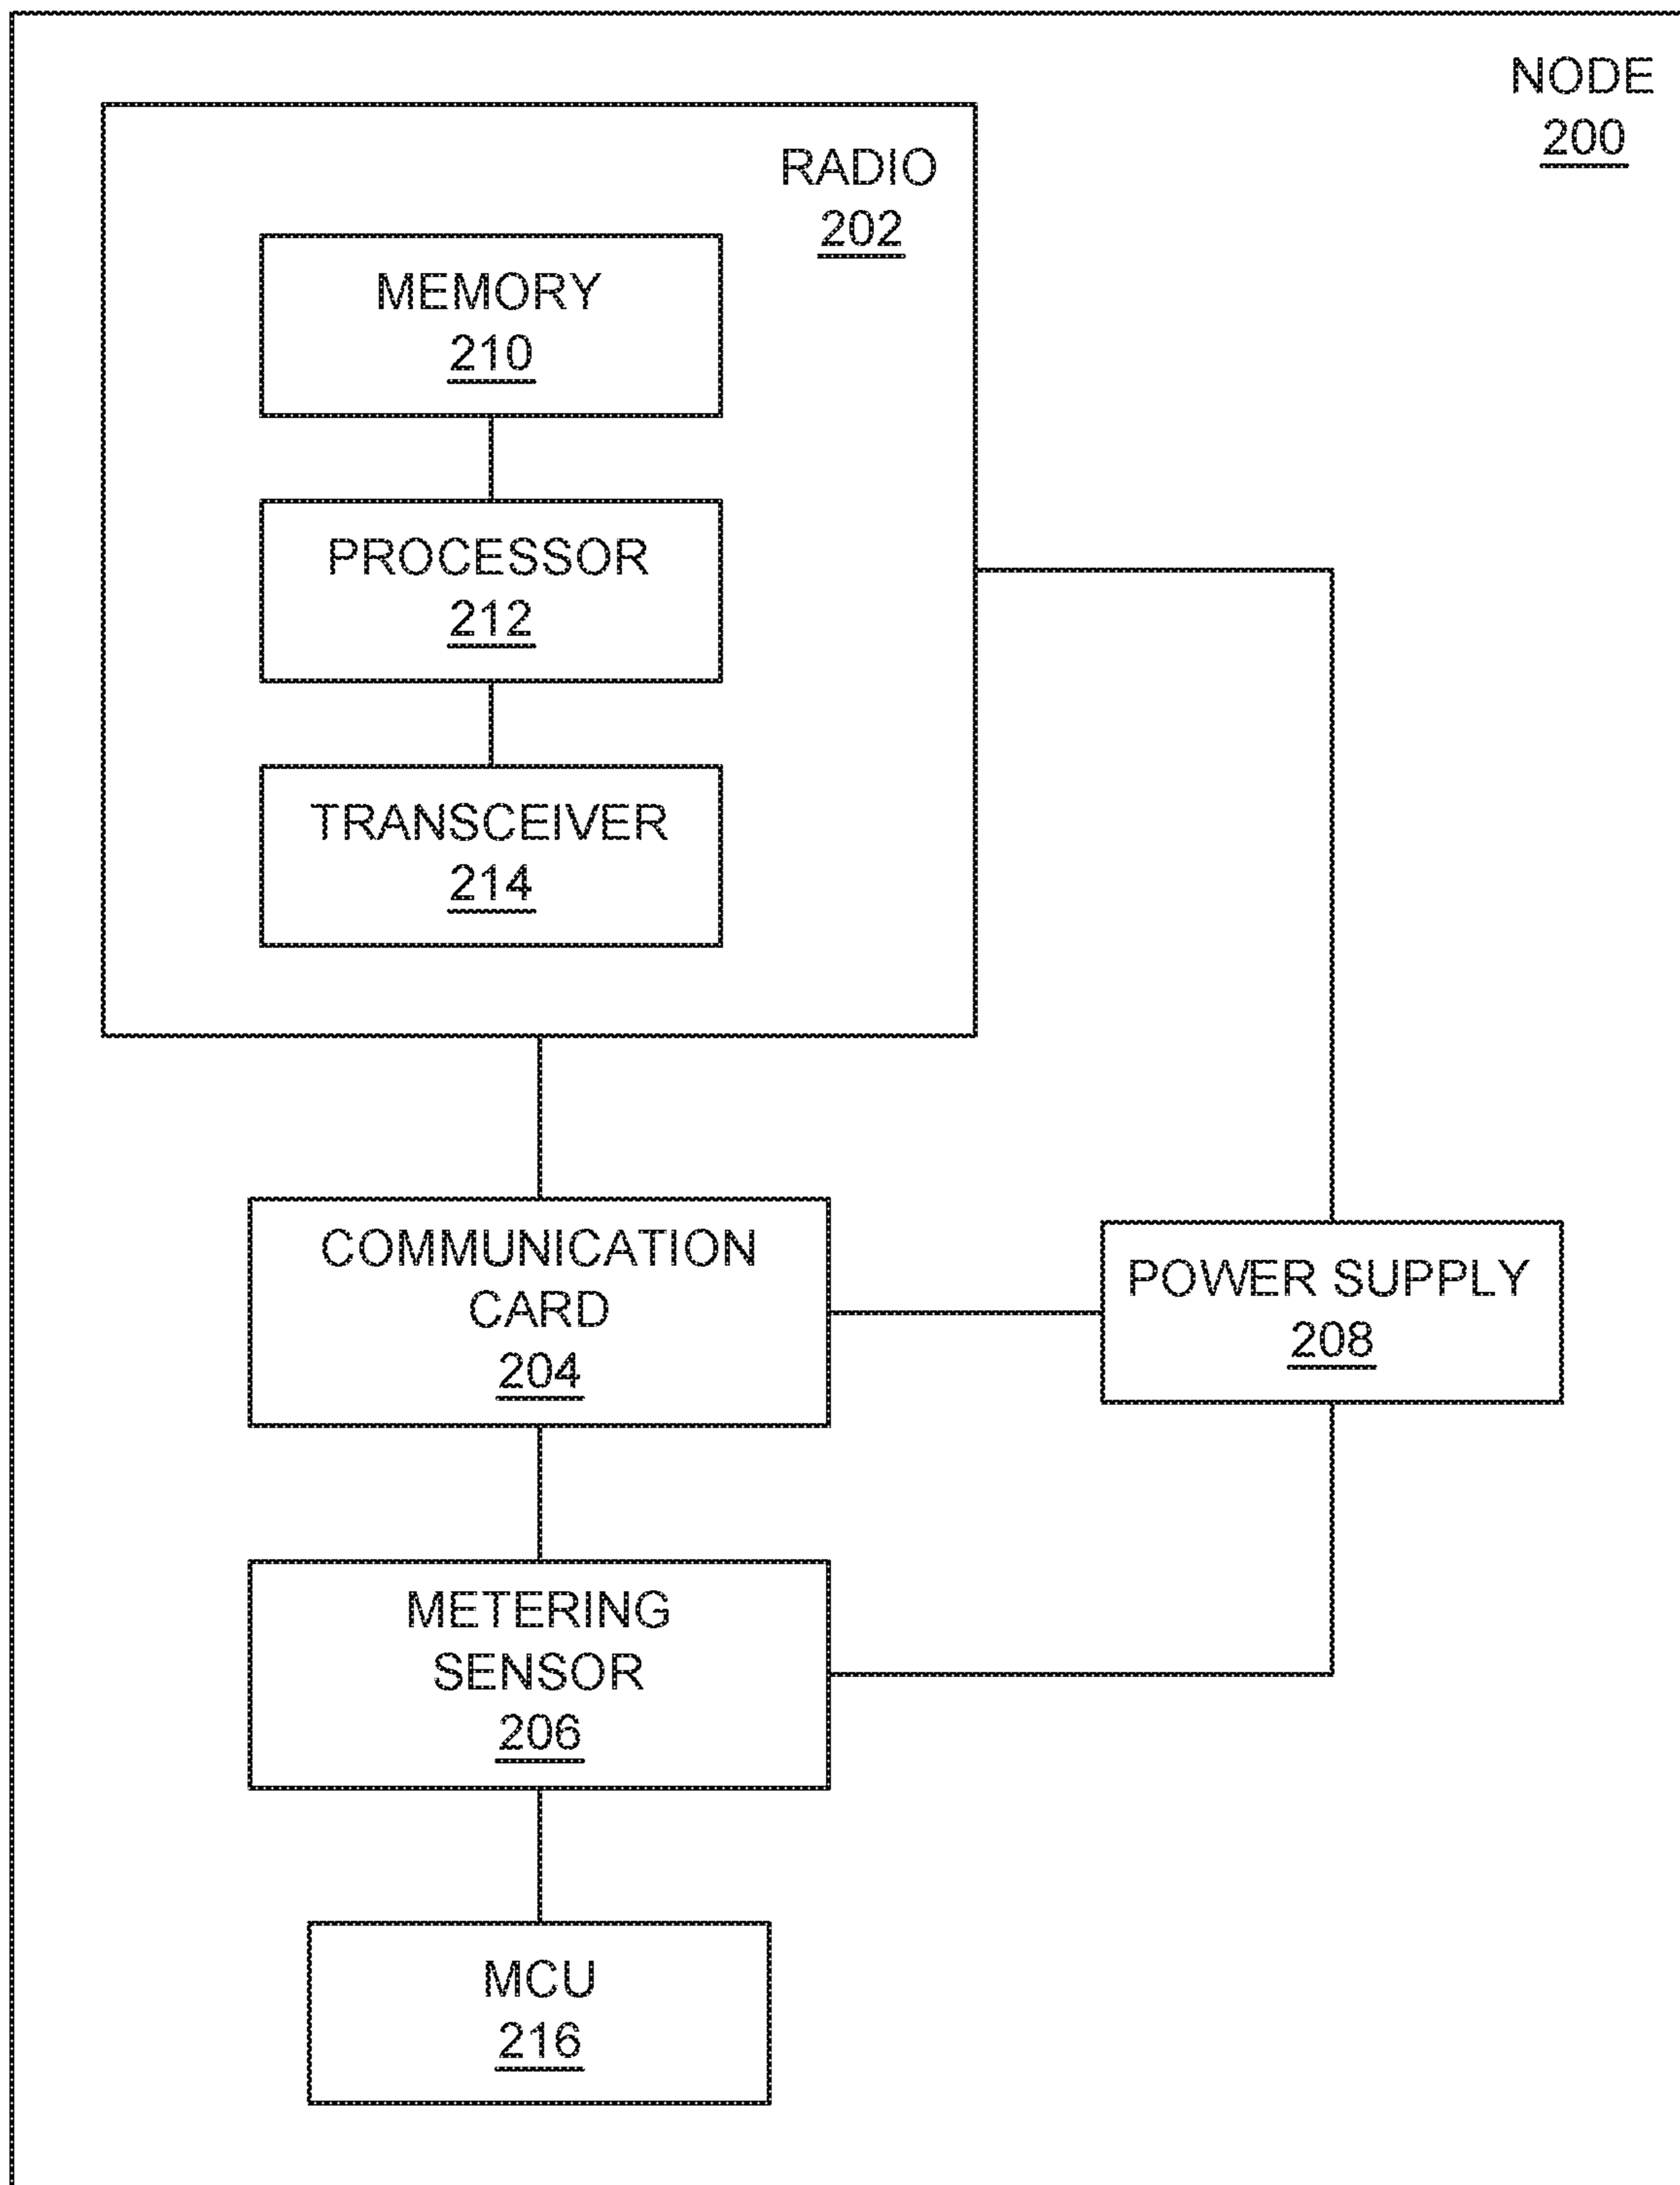 NODE
200
RADIO
202
MEMORY
210
PROCESSOR
212
TRANSCEIVER
214
COMMUNICATION
CARD
204
POWER SUPPLY
208
METERING
SENSOR
206
MCU
216